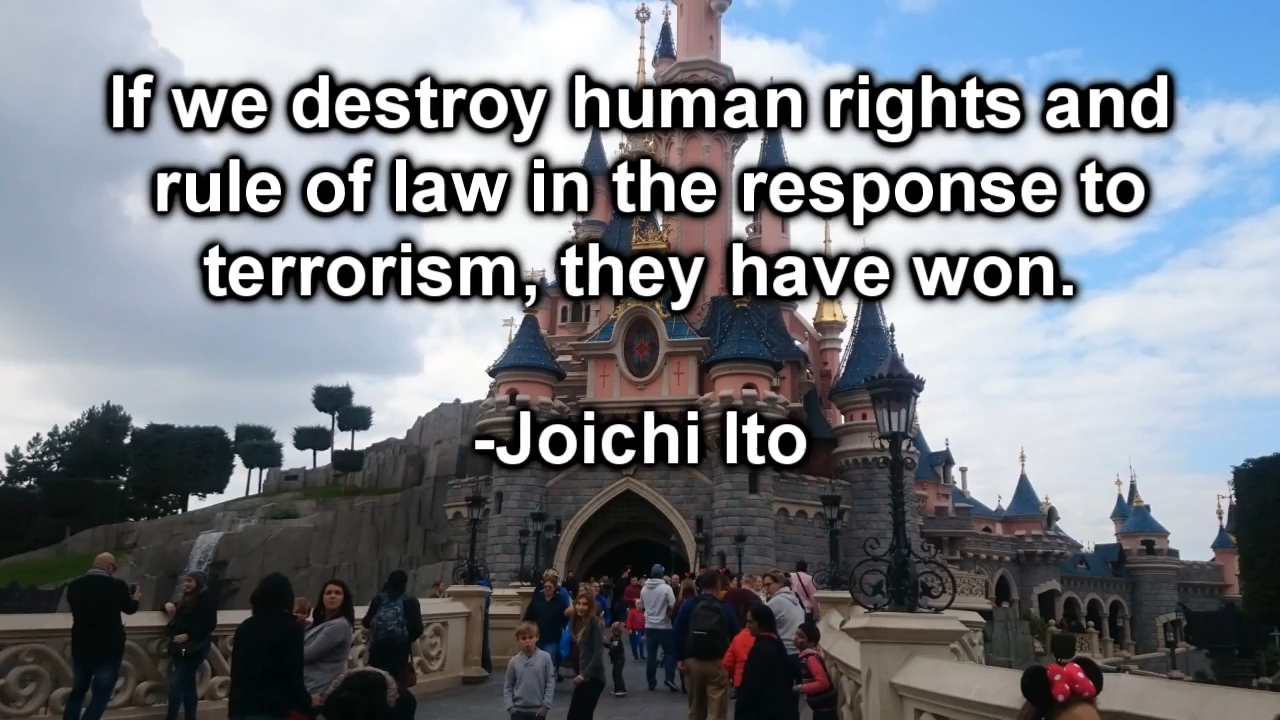 If we destroy human rights and
rule of law in the response to
terrorism, they have won.
-Joichi Ito